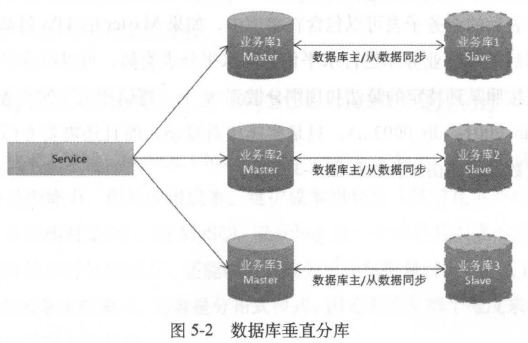 业务库1
Master
数据库主/从数据同步
业务库1
Slave
Service
业务库2
Master
数据库主/从数据同步
业务库2
Slave
业务库3
Master
数据库主/从数据同步
业务库3
Slave
图 5-2 数据库垂直分库